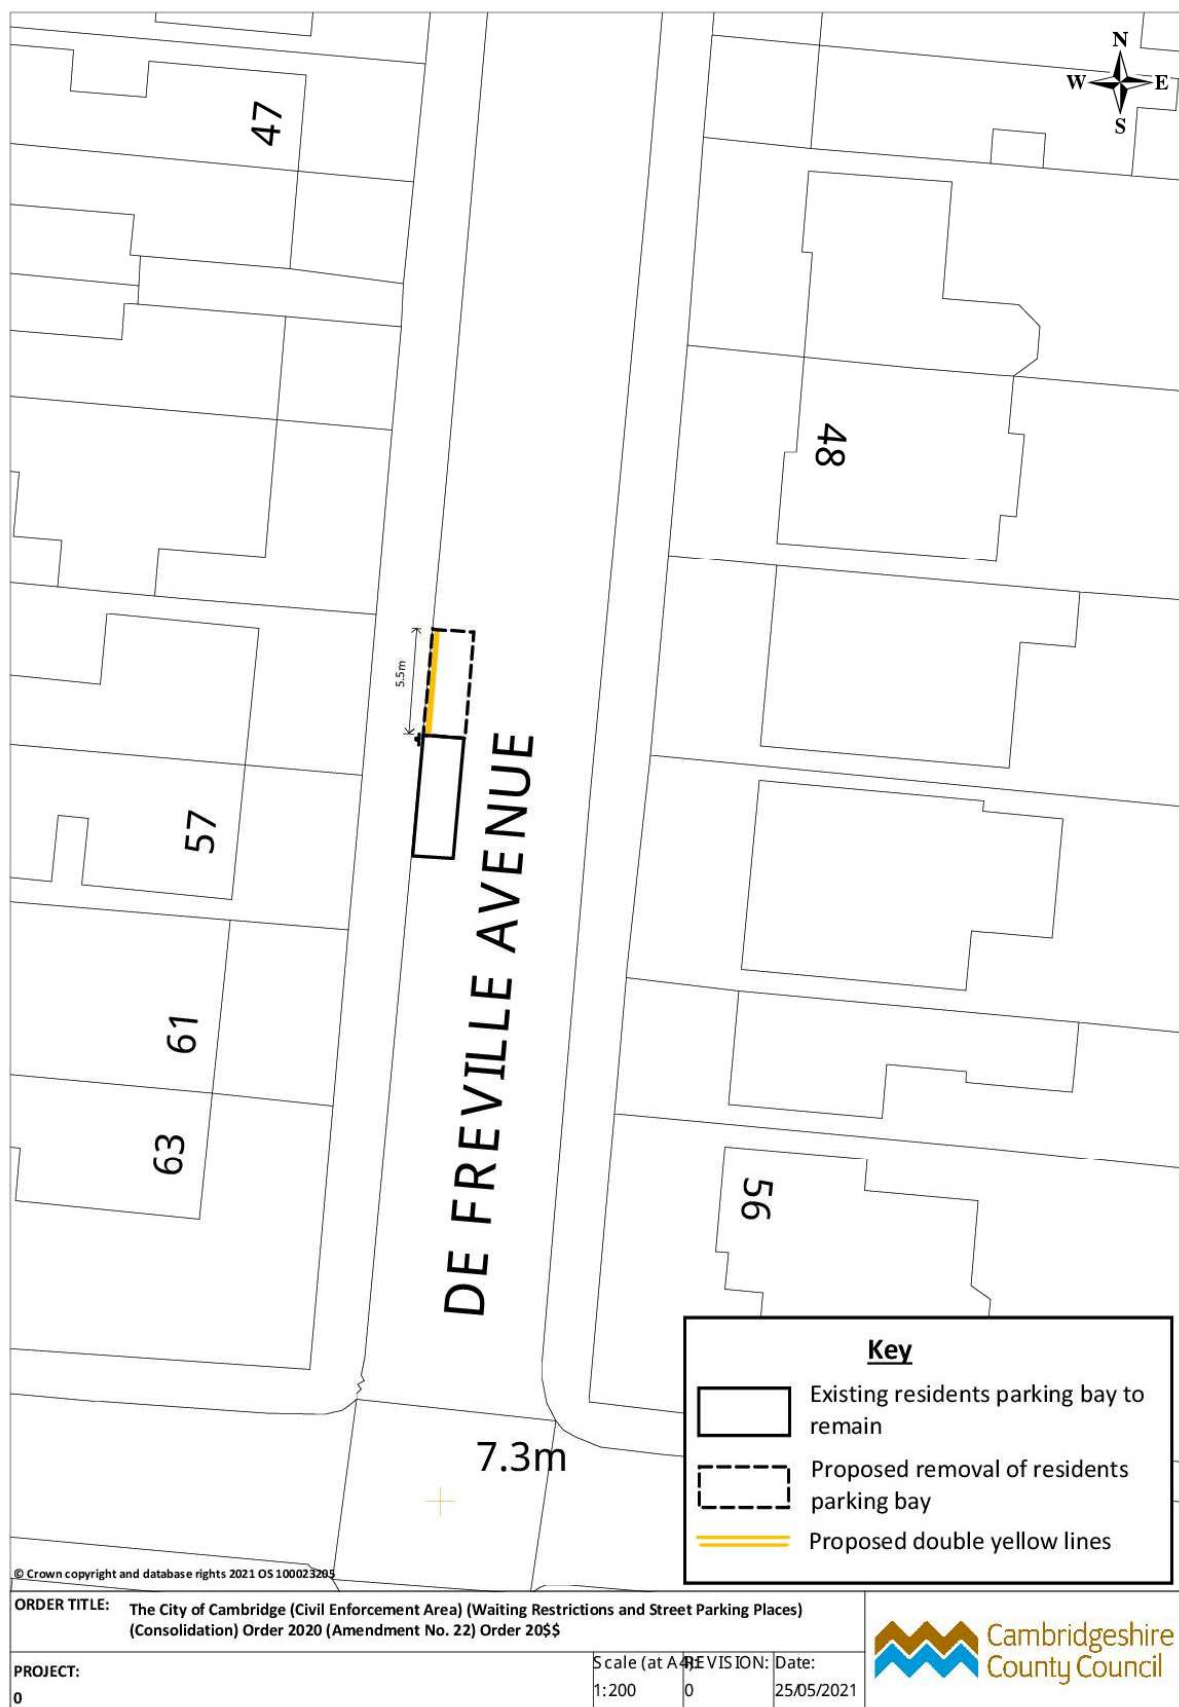 N
W E
S
47
48
5.5m
DE FREVILLE AVENUE
57
61
63
56
7.3m
Key
Existing residents parking bay to
remain
Proposed removal of residents
parking bay
Proposed double yellow lines
© Crown copyright and database rights 2021 OS 100023205
ORDER TITLE: The City of Cambridge (Civil Enforcement Area) (Waiting Restrictions and Street Parking Places)
(Consolidation) Order 2020 (Amendment No. 22) Order 20$$
PROJECT:
0
Scale (at A4):
1:200
REVISION:
0
Date:
25/05/2021
Cambridgeshire
County Council